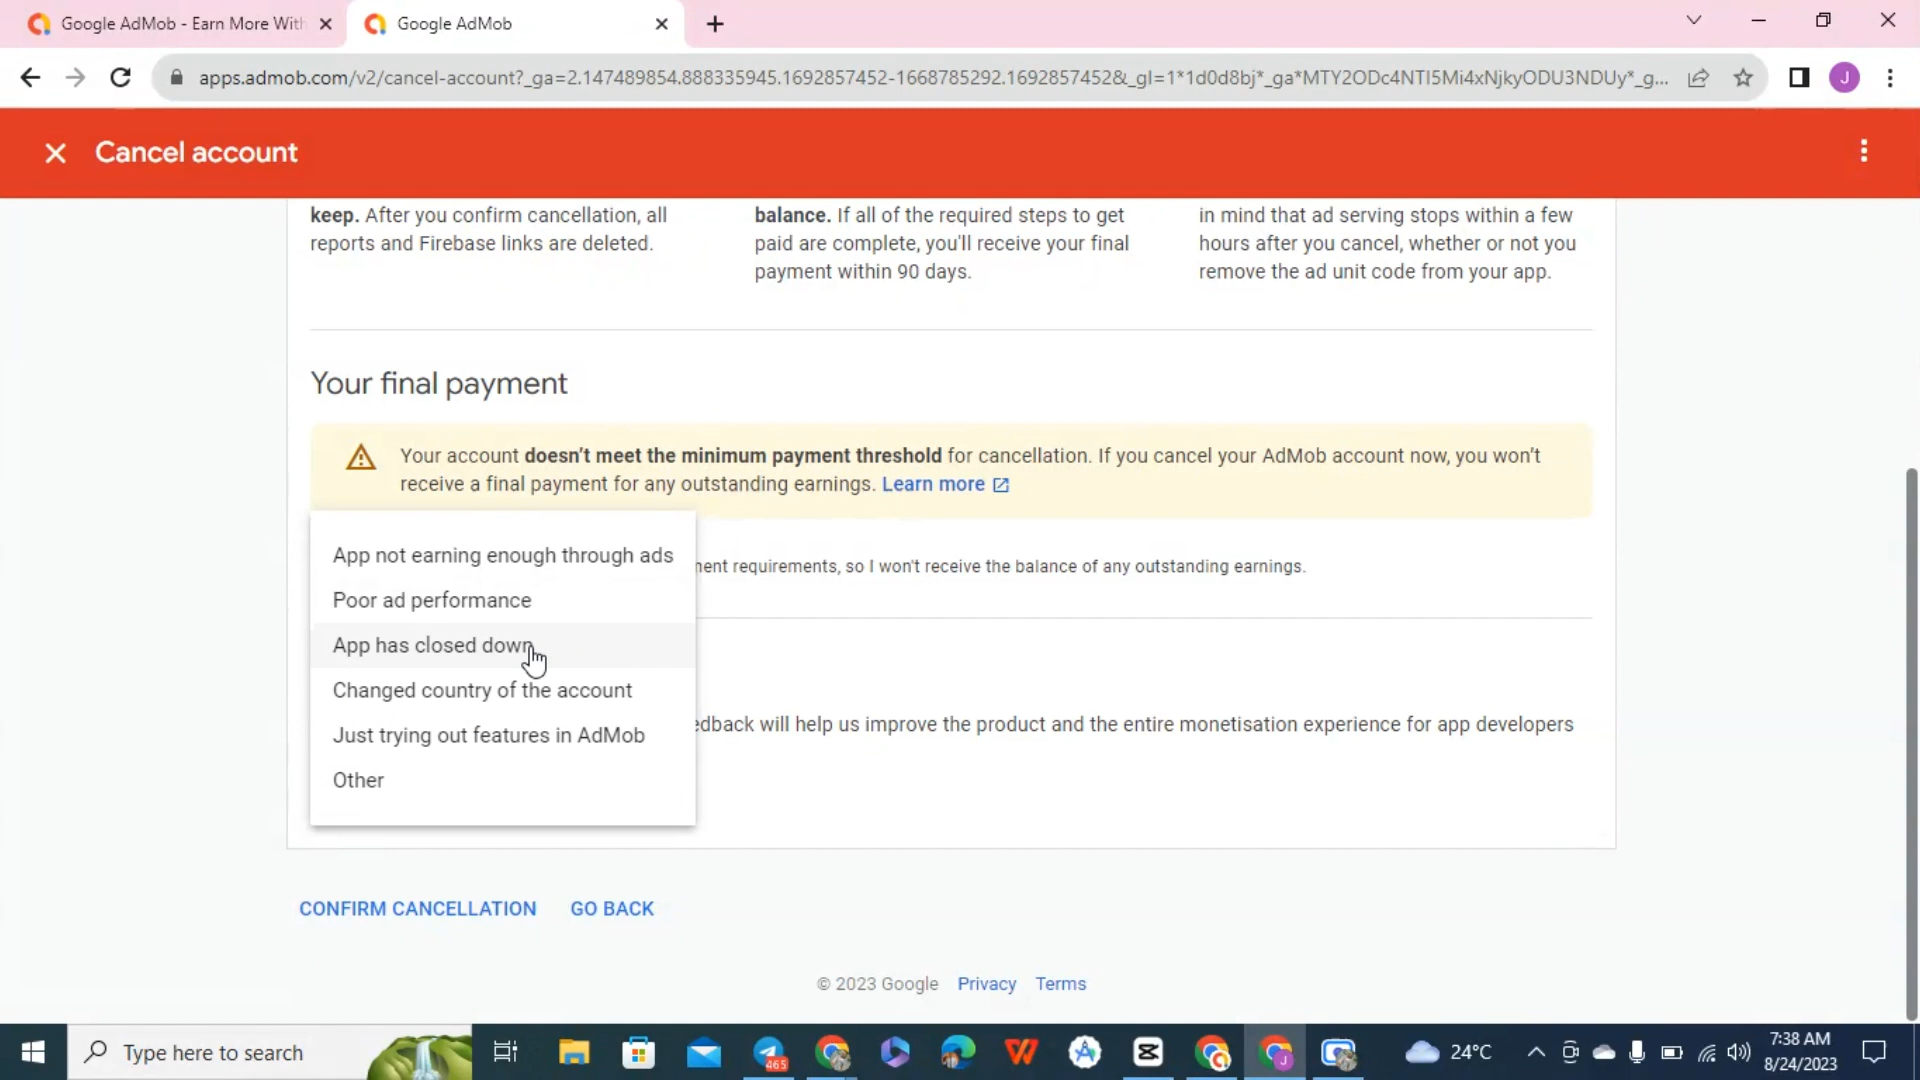 Google AdMob - Earn More With
Google AdMob
apps.admob.com/v2/cancel-account?_ga=2.147489854.888335945.1692857452-1668785292.1692857452&_gl=1*1d0d8bj*_ga*MTY2ODc4NTI5Mi4xNjkyODU3NDUy*_g...
J
Cancel account
keep. After you confirm cancellation, all
reports and Firebase links are deleted.
balance. If all of the required steps to get
paid are complete, you'll receive your final
payment within 90 days.
in mind that ad serving stops within a few
hours after you cancel, whether or not you
remove the ad unit code from your app.
Your final payment
Your account doesn't meet the minimum payment threshold for cancellation. If you cancel your AdMob account now, you won't
receive a final payment for any outstanding earnings. Learn more
App not earning enough through ads
Poor ad performance
App has closed down
Changed country of the account
Just trying out features in AdMob
Other
nent requirements, so I won't receive the balance of any outstanding earnings.
edback will help us improve the product and the entire monetisation experience for app developers
CONFIRM CANCELLATION GO BACK
© 2023 Google Privacy Terms
Type here to search
465
24°C
7:38 AM
8/24/2023